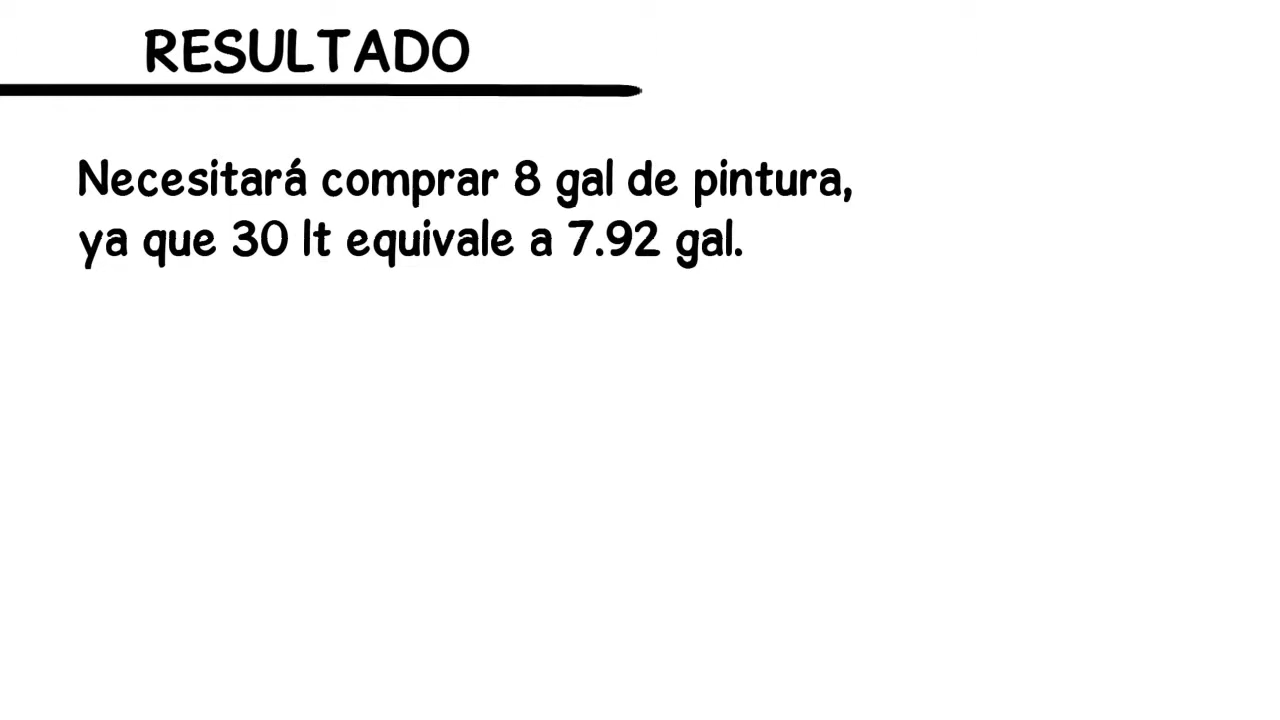 RESULTADO
Necesitará comprar 8 gal de pintura,
ya que 30 lt equivale a 7.92 gal.